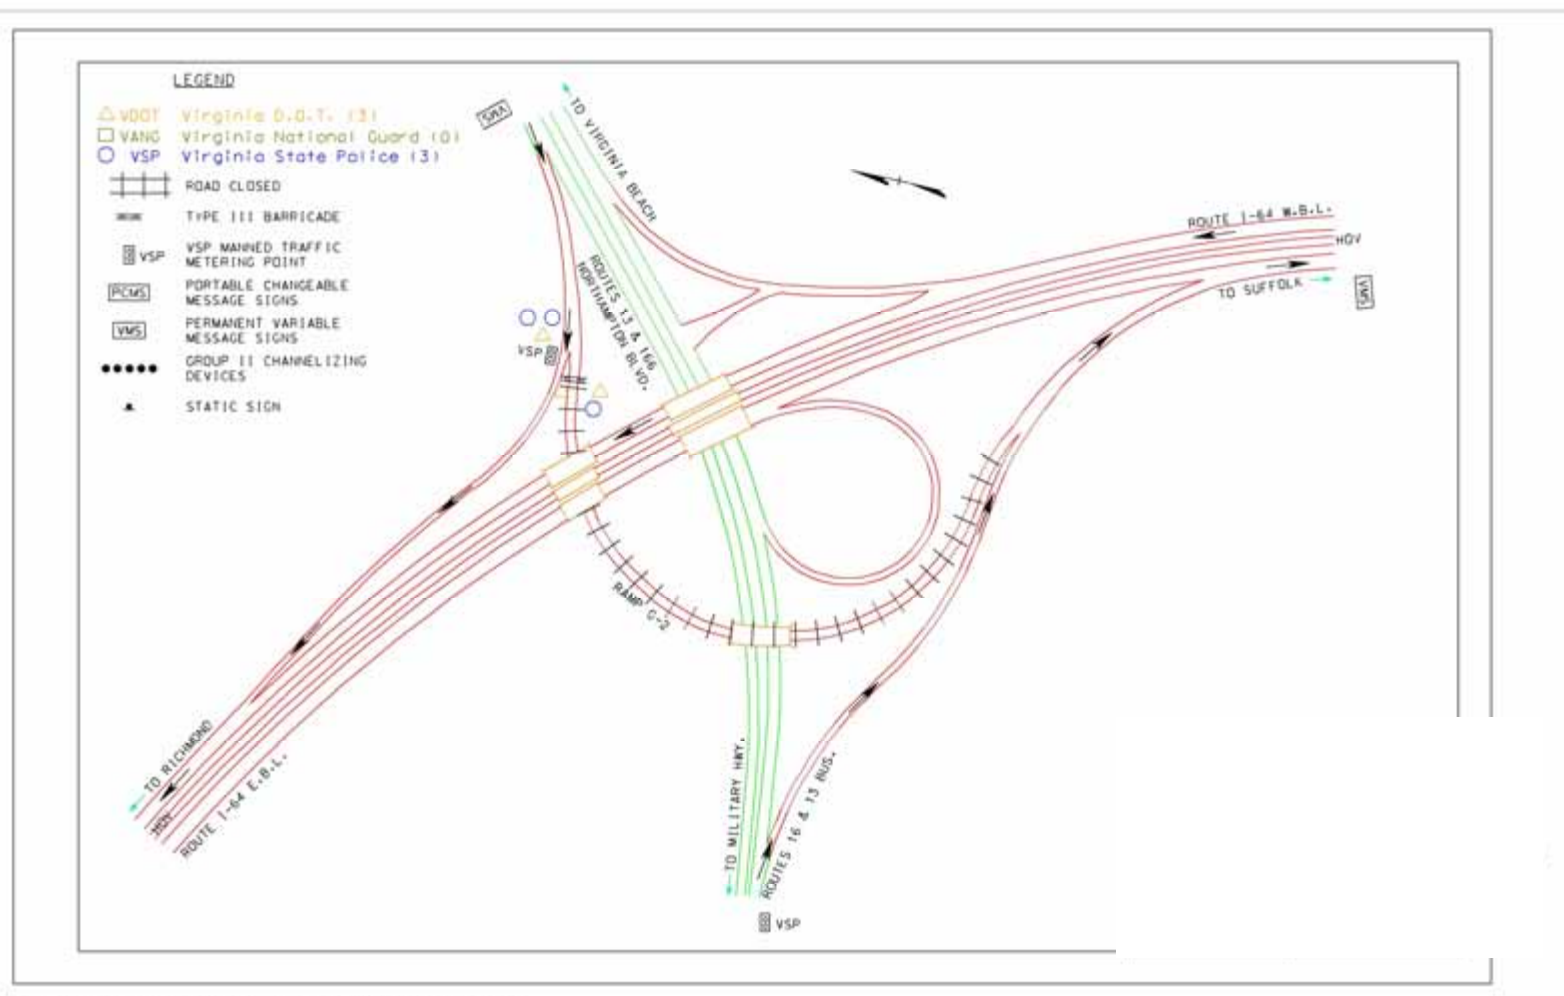 LEGEND
VDOT Virginia D.O.T. (3)
VANG Virginia National Guard (0)
VSP Virginia State Police (3)
ROAD CLOSED
TYPE III BARRICADE
VSP VSP MANNED TRAFFIC
METERING POINT
PCMS PORTABLE CHANGEABLE
MESSAGE SIGNS
VMS PERMANENT VARIABLE
MESSAGE SIGNS
GROUP II CHANNELIZING
DEVICES
STATIC SIGN
VMS
TO VIRGINIA BEACH
ROUTES 13 & 166
NORTHAMPTON BLVD.
ROUTE I-64 W.B.L.
HOV
TO SUFFOLK
VMS
VSP
RAMP G-2
TO RICHMOND
HOV
ROUTE I-64 E.B.L.
TO MILITARY HWY.
ROUTES 16 & 13 BUS.
VSP